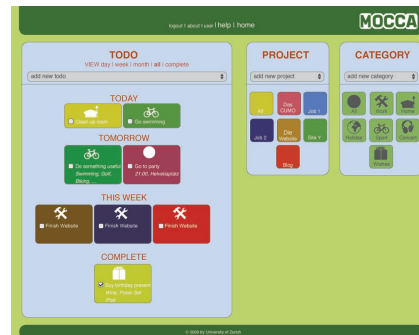 logout | about | user | help | home
MOCCA
TODO
VIEW day | week | month | all | complete
add new todo
TODAY
Clean up room
Go swimming
TOMORROW
Do something useful
Swimming, Golf,
Biking, ...
Go to party
21:00, Helvetiaplatz
THIS WEEK
Finish Website
Finish Website
Finish Website
COMPLETE
Buy birthday present
Wine, Poker-Set
iPod
PROJECT
add new project
All
Das
CUMO
Job 1
Job 2
Die
Website
Site Y
Blog
CATEGORY
add new category
All
Work
Home
Holiday
Sport
Concert
Wishes
© 2009 by University of Zurich